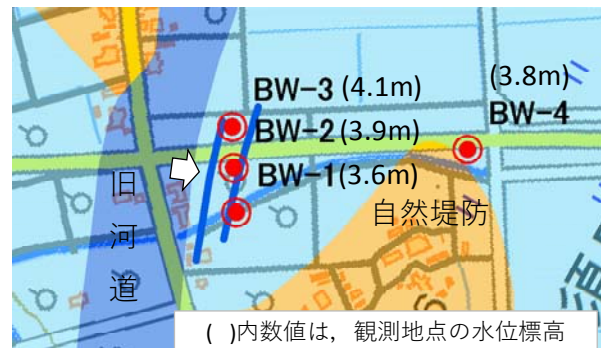 BW-3 (4.1m)
(3.8m)
BW-4
BW-2 (3.9m)
BW-1(3.6m)
旧河道
自然堤防
( )内数値は，観測地点の水位標高